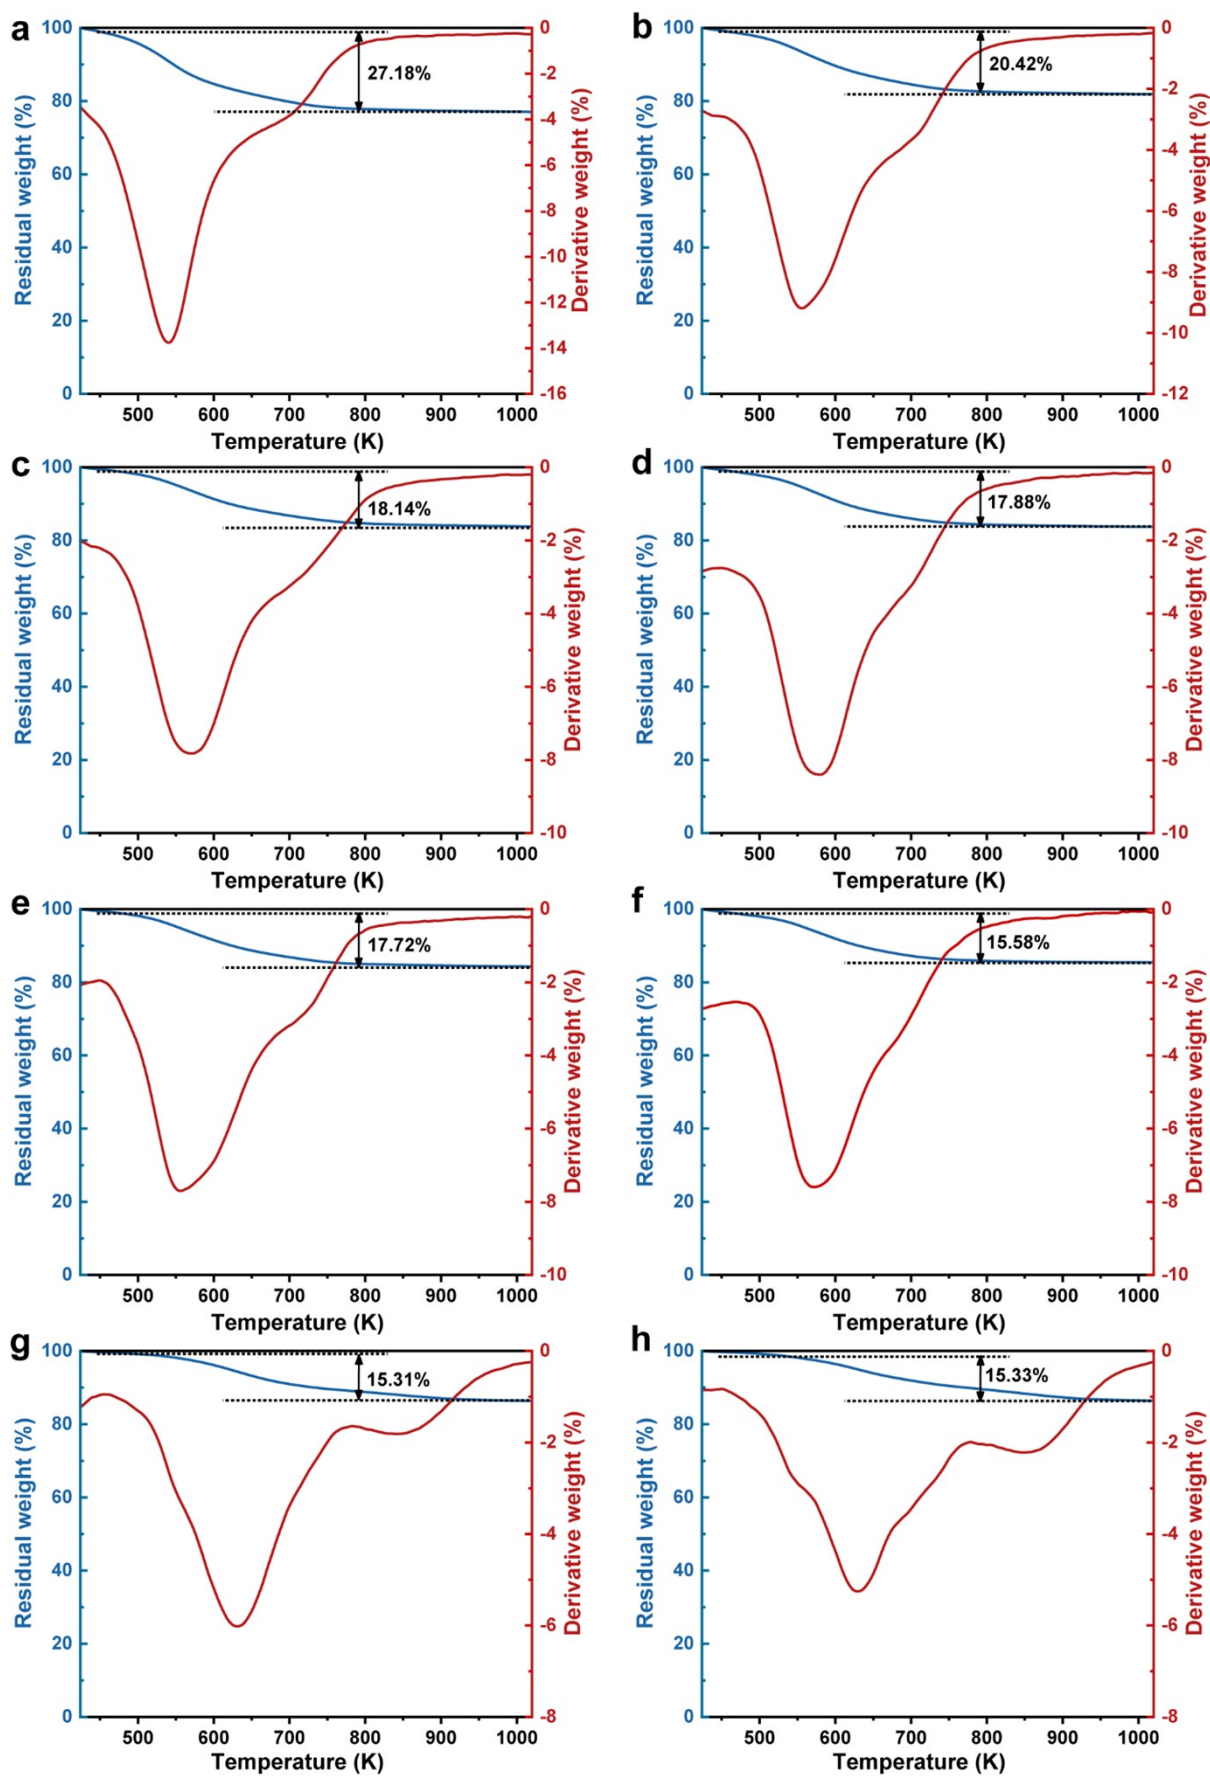 a
100
80
60
40
20
0
Residual weight (%)
27.18%
0
-2
-4
-6
-8
-10
-12
-14
-16
Derivative weight (%)
500 600 700 800 900 1000
Temperature (K)
b
100
80
60
40
20
0
Residual weight (%)
20.42%
0
-2
-4
-6
-8
-10
-12
Derivative weight (%)
500 600 700 800 900 1000
Temperature (K)
c
100
80
60
40
20
0
Residual weight (%)
18.14%
0
-2
-4
-6
-8
-10
Derivative weight (%)
500 600 700 800 900 1000
Temperature (K)
d
100
80
60
40
20
0
Residual weight (%)
17.88%
0
-2
-4
-6
-8
-10
Derivative weight (%)
500 600 700 800 900 1000
Temperature (K)
e
100
80
60
40
20
0
Residual weight (%)
17.72%
0
-2
-4
-6
-8
-10
Derivative weight (%)
500 600 700 800 900 1000
Temperature (K)
f
100
80
60
40
20
0
Residual weight (%)
15.58%
0
-2
-4
-6
-8
-10
Derivative weight (%)
500 600 700 800 900 1000
Temperature (K)
g
100
80
60
40
20
0
Residual weight (%)
15.31%
0
-2
-4
-6
-8
Derivative weight (%)
500 600 700 800 900 1000
Temperature (K)
h
100
80
60
40
20
0
Residual weight (%)
15.33%
0
-2
-4
-6
-8
Derivative weight (%)
500 600 700 800 900 1000
Temperature (K)